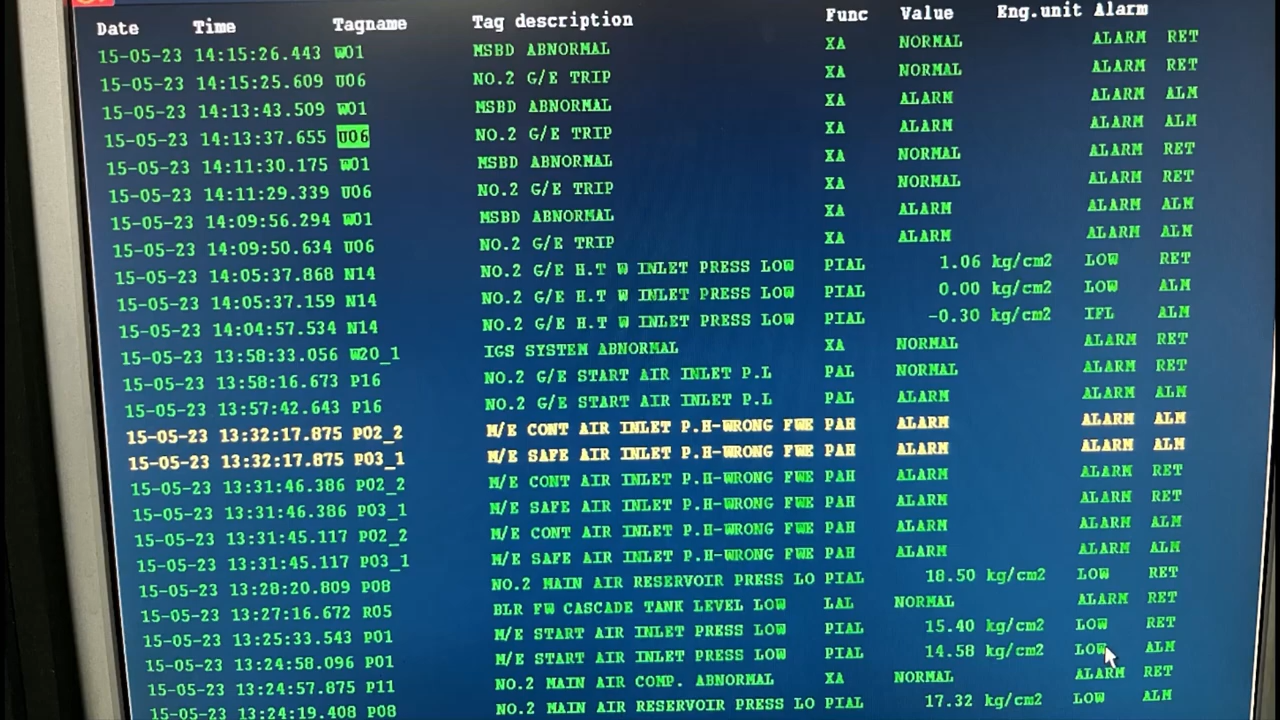 Date Time Tagname Tag description Func Value Eng.unit Alarm
15-05-23 14:15:26.443 W01 MSBD ABNORMAL XA NORMAL ALARM RET
15-05-23 14:15:25.609 U06 NO.2 G/E TRIP XA NORMAL ALARM RET
15-05-23 14:13:43.509 W01 MSBD ABNORMAL XA ALARM ALARM ALM
15-05-23 14:13:37.655 U06 NO.2 G/E TRIP XA ALARM ALARM ALM
15-05-23 14:11:30.175 W01 MSBD ABNORMAL XA NORMAL ALARM RET
15-05-23 14:11:29.339 U06 NO.2 G/E TRIP XA NORMAL ALARM RET
15-05-23 14:09:56.294 W01 MSBD ABNORMAL XA ALARM ALARM ALM
15-05-23 14:09:50.634 U06 NO.2 G/E TRIP XA ALARM ALARM ALM
15-05-23 14:05:37.868 N14 NO.2 G/E H.T W INLET PRESS LOW PIAL 1.06 kg/cm2 LOW RET
15-05-23 14:05:37.159 N14 NO.2 G/E H.T W INLET PRESS LOW PIAL 0.00 kg/cm2 LOW ALM
15-05-23 14:04:57.534 N14 NO.2 G/E H.T W INLET PRESS LOW PIAL -0.30 kg/cm2 IFL ALM
15-05-23 13:58:33.056 W20_1 IGS SYSTEM ABNORMAL XA NORMAL ALARM RET
15-05-23 13:58:16.673 P16 NO.2 G/E START AIR INLET P.L PAL NORMAL ALARM RET
15-05-23 13:57:42.643 P16 NO.2 G/E START AIR INLET P.L PAL ALARM ALARM ALM
15-05-23 13:32:17.875 P02_2 M/E CONT AIR INLET P.H-WRONG FWE PAH ALARM ALARM ALM
15-05-23 13:32:17.875 P03_1 M/E SAFE AIR INLET P.H-WRONG FWE PAH ALARM ALARM ALM
15-05-23 13:31:46.386 P02_2 M/E CONT AIR INLET P.H-WRONG FWE PAH ALARM ALARM RET
15-05-23 13:31:46.386 P03_1 M/E SAFE AIR INLET P.H-WRONG FWE PAH ALARM ALARM RET
15-05-23 13:31:45.117 P02_2 M/E CONT AIR INLET P.H-WRONG FWE PAH ALARM ALARM ALM
15-05-23 13:31:45.117 P03_1 M/E SAFE AIR INLET P.H-WRONG FWE PAH ALARM ALARM ALM
15-05-23 13:28:20.809 P08 NO.2 MAIN AIR RESERVOIR PRESS LO PIAL 18.50 kg/cm2 LOW RET
15-05-23 13:27:16.672 R05 BLR FW CASCADE TANK LEVEL LOW LAL NORMAL ALARM RET
15-05-23 13:25:33.543 P01 M/E START AIR INLET PRESS LOW PIAL 15.40 kg/cm2 LOW RET
15-05-23 13:24:58.096 P01 M/E START AIR INLET PRESS LOW PIAL 14.58 kg/cm2 LOW ALM
15-05-23 13:24:57.875 P11 NO.2 MAIN AIR COMP. ABNORMAL XA NORMAL ALARM RET
15-05-23 13:24:19.408 P08 NO.2 MAIN AIR RESERVOIR PRESS LOW PIAL 17.32 kg/cm2 LOW ALM